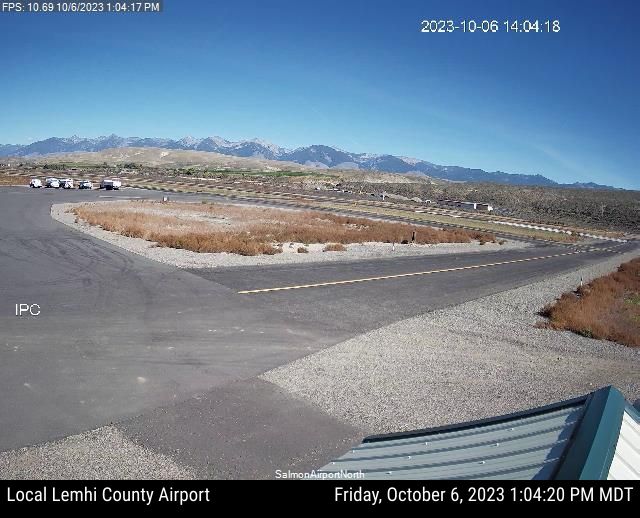 FPS: 10.69 10/6/2023 1:04:17 PM
2023-10-06 14:04:18
IPC
SalmonAirportNorth
Local Lemhi County Airport
Friday, October 6, 2023 1:04:20 PM MDT